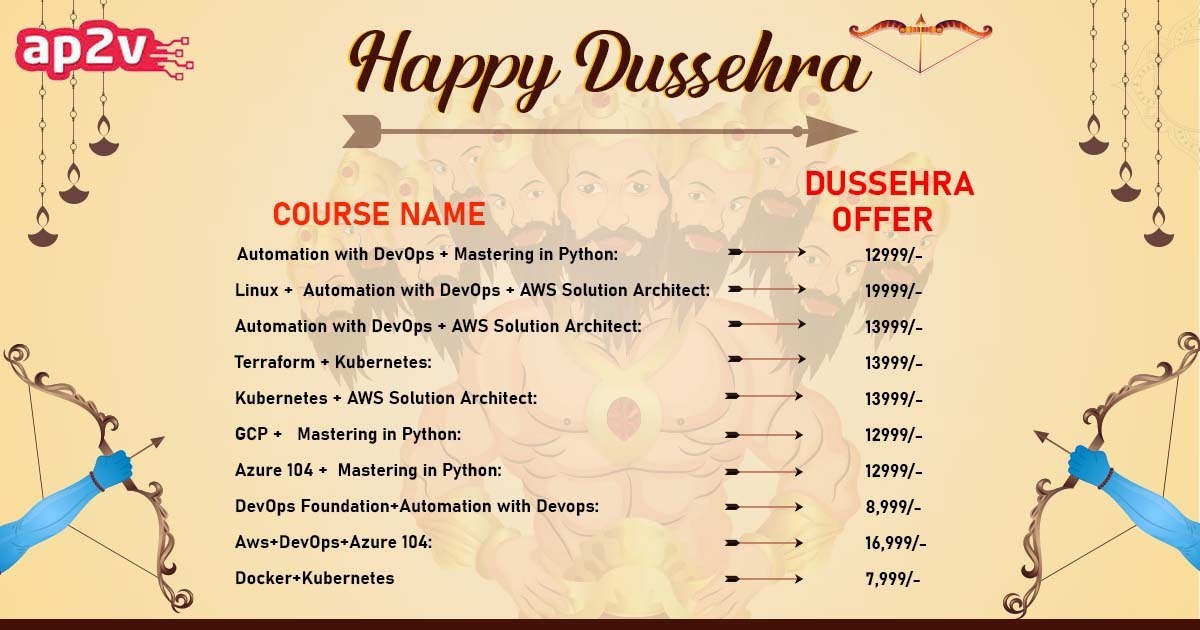 ap2v
Happy Dussehra
COURSE NAME
DUSSEHRA
OFFER
Automation with DevOps + Mastering in Python: 12999/-
Linux + Automation with DevOps + AWS Solution Architect: 19999/-
Automation with DevOps + AWS Solution Architect: 13999/-
Terraform + Kubernetes: 13999/-
Kubernetes + AWS Solution Architect: 13999/-
GCP + Mastering in Python: 12999/-
Azure 104 + Mastering in Python: 12999/-
DevOps Foundation+Automation with Devops: 8,999/-
Aws+DevOps+Azure 104: 16,999/-
Docker+Kubernetes 7,999/-